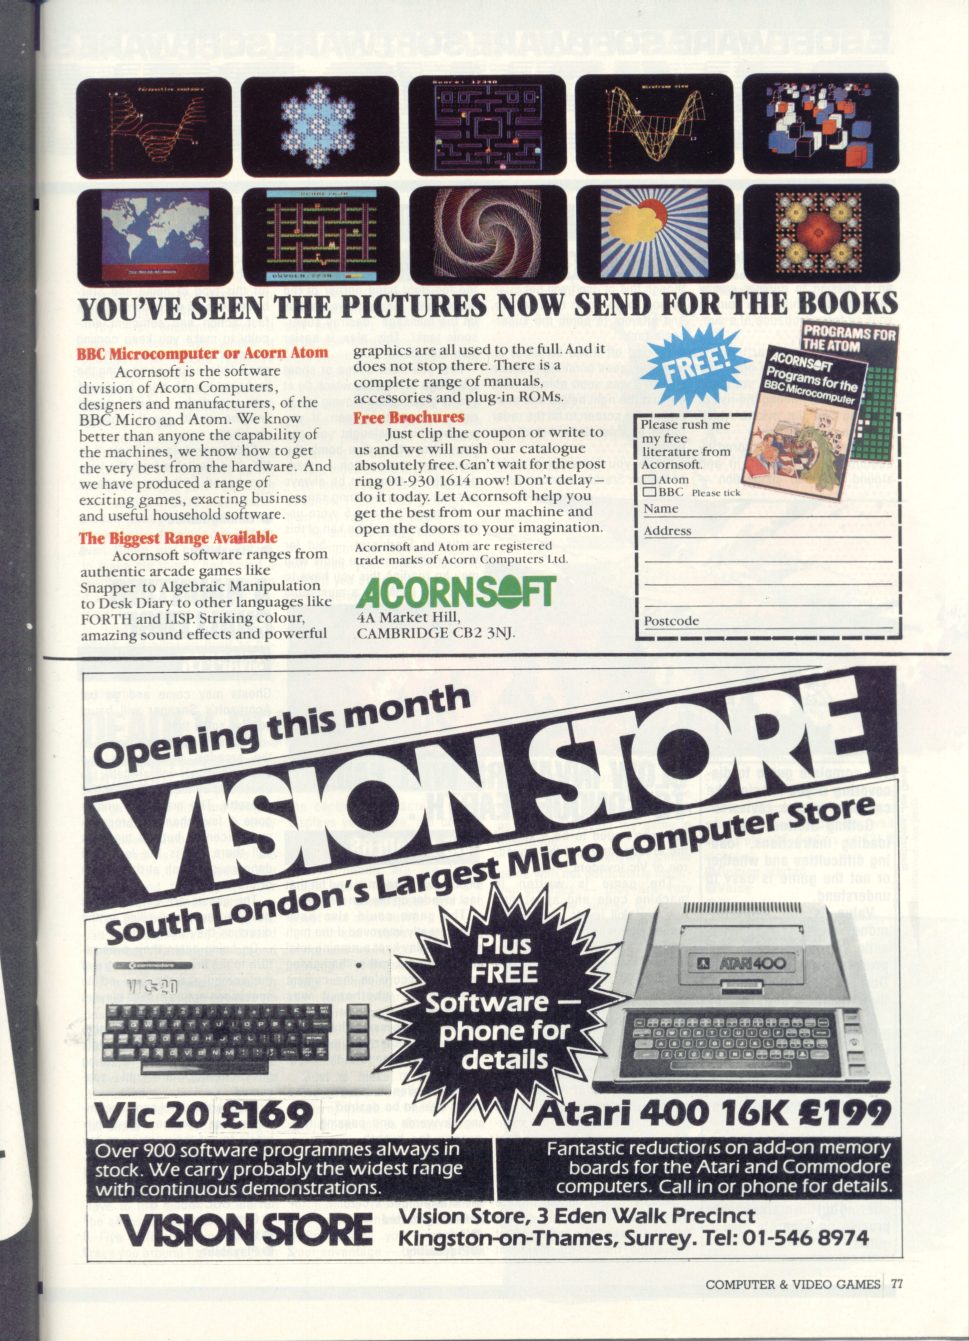 Perspective contours
Score: 12340
Wireframe view
YOU'VE SEEN THE PICTURES NOW SEND FOR THE BOOKS
BBC Microcomputer or Acorn Atom
Acornsoft is the software
division of Acorn Computers,
designers and manufacturers, of the
BBC Micro and Atom. We know
better than anyone the capability of
the machines, we know how to get
the very best from the hardware. And
we have produced a range of
exciting games, exacting business
and useful household software.
The Biggest Range Available
Acornsoft software ranges from
authentic arcade games like
Snapper to Algebraic Manipulation
to Desk Diary to other languages like
FORTH and LISP. Striking colour,
amazing sound effects and powerful
graphics are all used to the full. And it
does not stop there. There is a
complete range of manuals,
accessories and plug-in ROMs.
Free Brochures
Just clip the coupon or write to
us and we will rush our catalogue
absolutely free. Can't wait for the post
ring 01-930 1614 now! Don't delay –
do it today. Let Acornsoft help you
get the best from our machine and
open the doors to your imagination.
Acornsoft and Atom are registered
trade marks of Acorn Computers Ltd.
ACORNSOFT
4A Market Hill,
CAMBRIDGE CB2 3NJ.
FREE!
PROGRAMS FOR
THE ATOM
ACORNSOFT
Programs for the
BBC Microcomputer
Please rush me
my free
literature from
Acornsoft.
Atom
BBC Please tick
Name
Address
Postcode
Opening this month
VISION STORE
South London's Largest Micro Computer Store
Plus
FREE
Software —
phone for
details
commodore
VIC-20
ATARI 400
Vic 20 £169
Atari 400 16K £199
Over 900 software programmes always in
stock. We carry probably the widest range
with continuous demonstrations.
Fantastic reductions on add-on memory
boards for the Atari and Commodore
computers. Call in or phone for details.
VISION STORE
Vision Store, 3 Eden Walk Precinct
Kingston-on-Thames, Surrey. Tel: 01-546 8974
COMPUTER & VIDEO GAMES 77